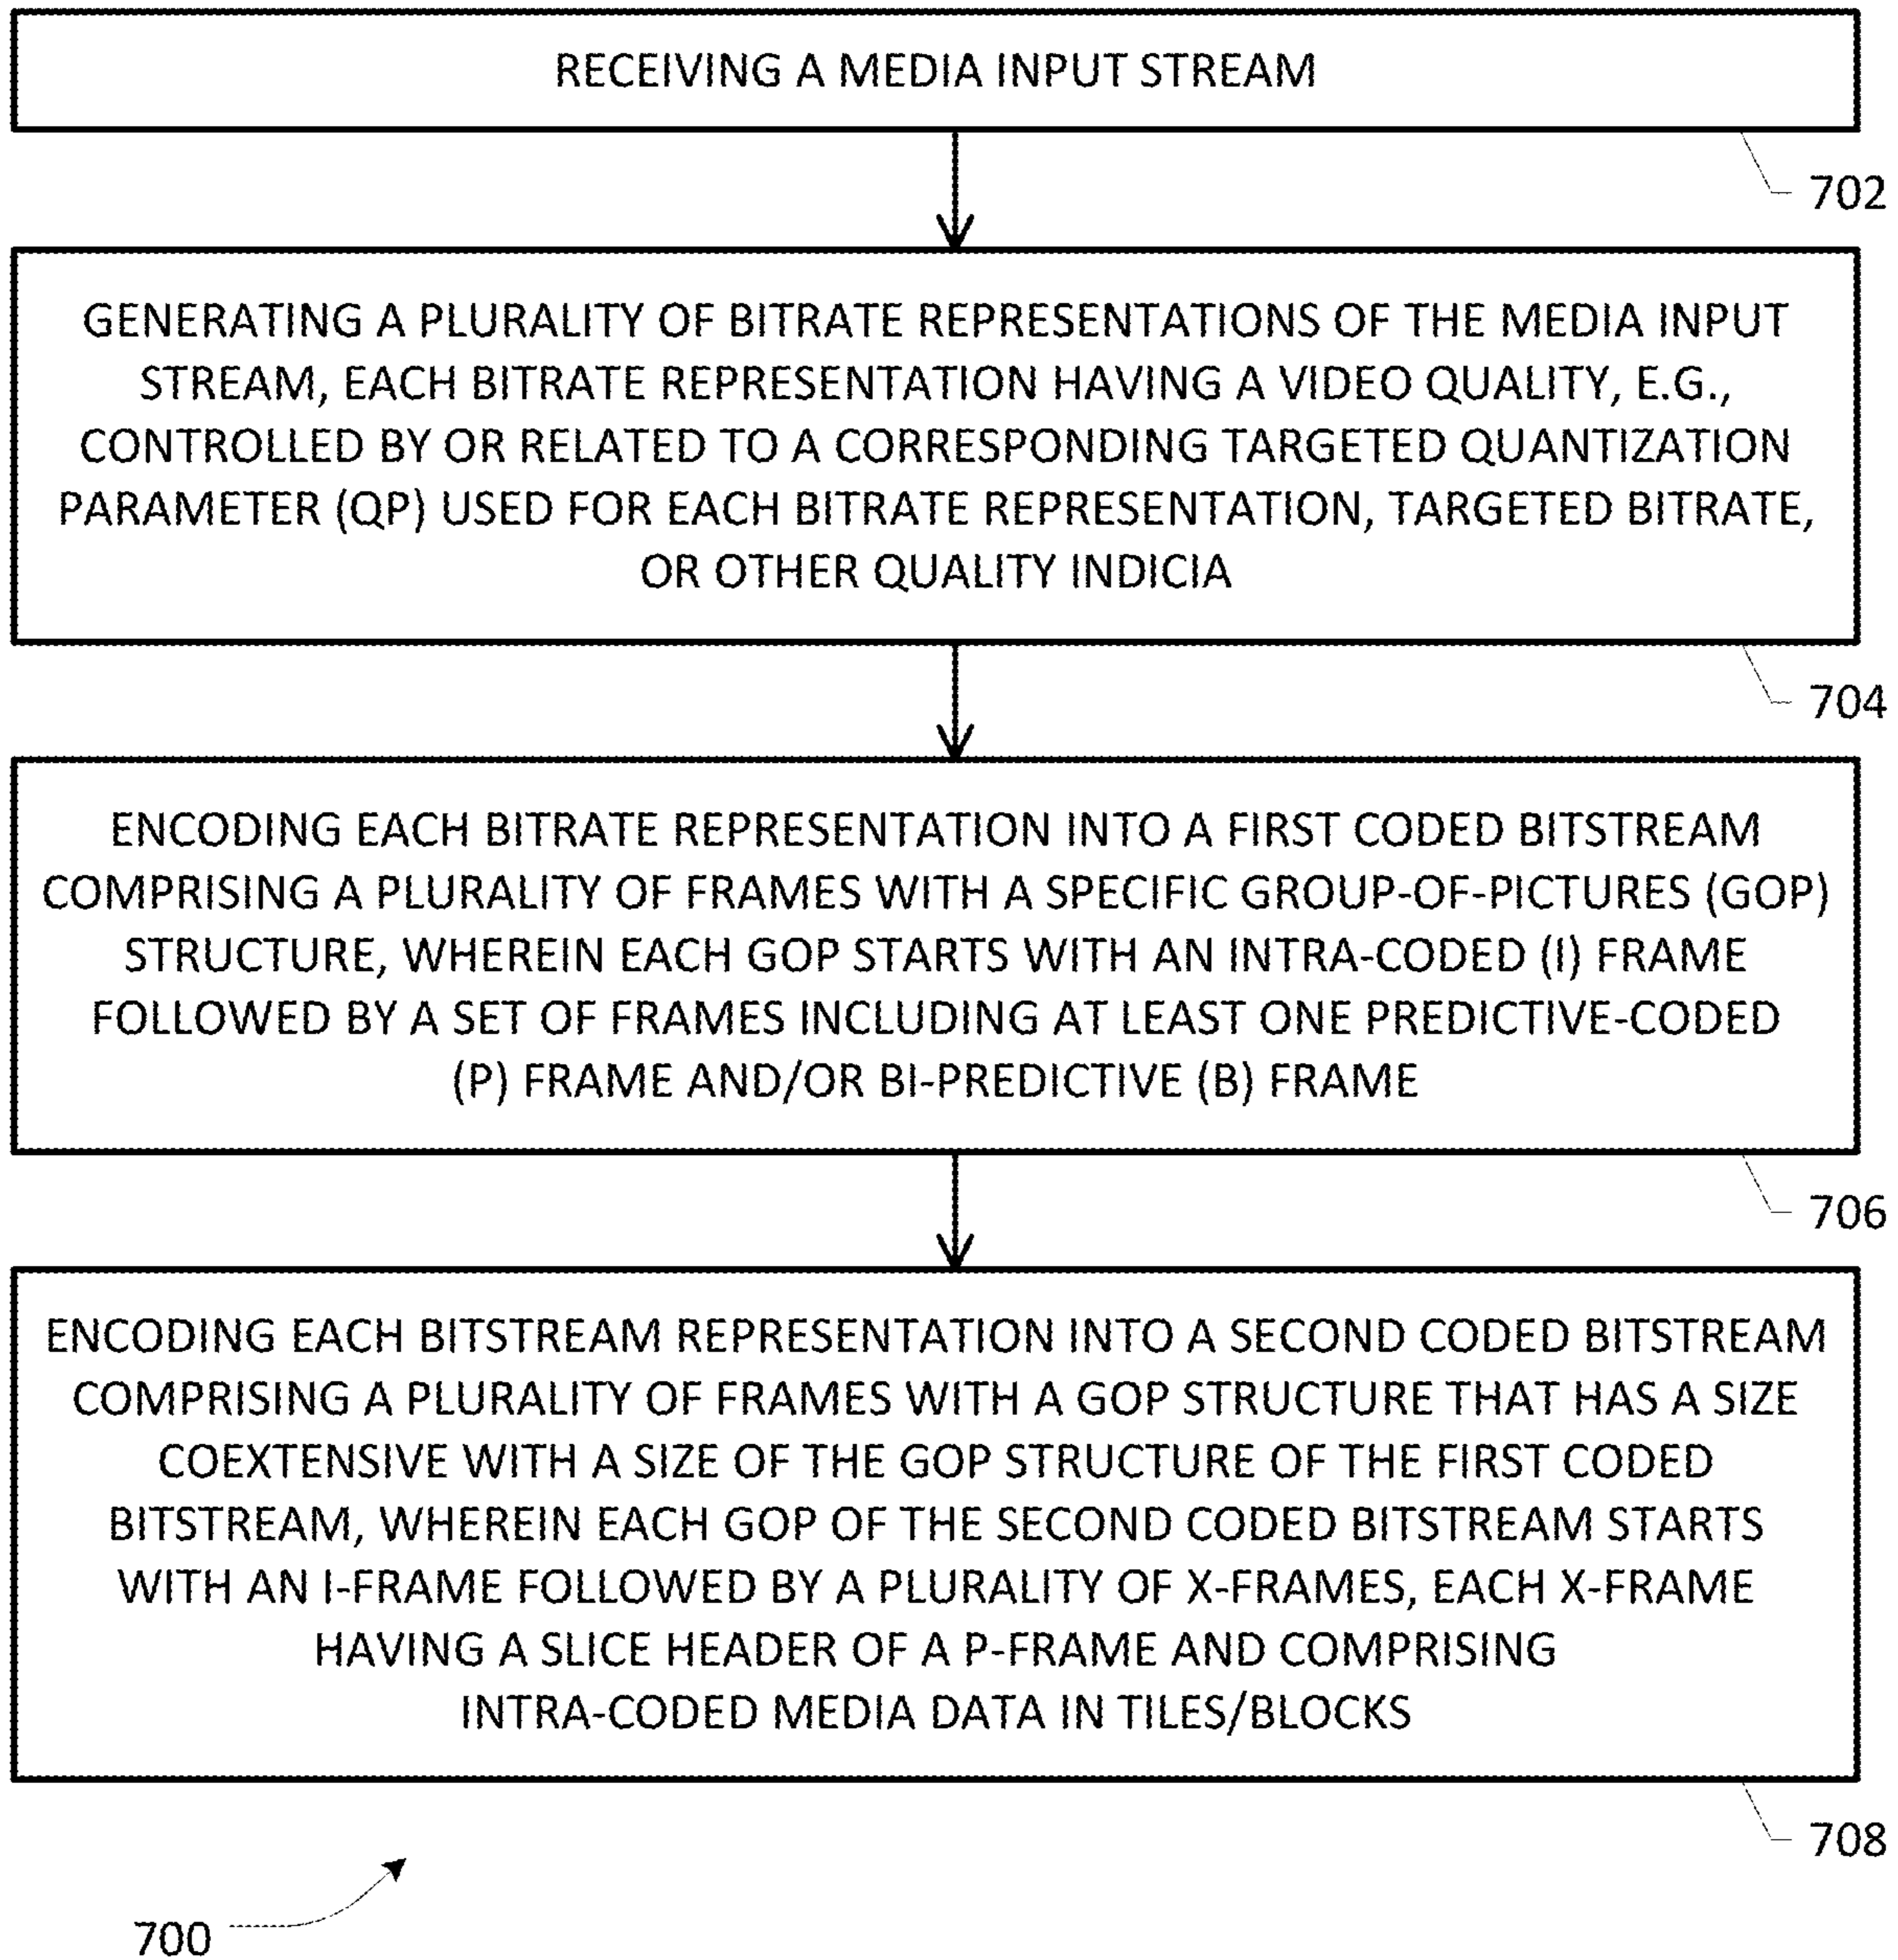 RECEIVING A MEDIA INPUT STREAM
702
GENERATING A PLURALITY OF BITRATE REPRESENTATIONS OF THE MEDIA INPUT
STREAM, EACH BITRATE REPRESENTATION HAVING A VIDEO QUALITY, E.G.,
CONTROLLED BY OR RELATED TO A CORRESPONDING TARGETED QUANTIZATION
PARAMETER (QP) USED FOR EACH BITRATE REPRESENTATION, TARGETED BITRATE,
OR OTHER QUALITY INDICIA
704
ENCODING EACH BITRATE REPRESENTATION INTO A FIRST CODED BITSTREAM
COMPRISING A PLURALITY OF FRAMES WITH A SPECIFIC GROUP-OF-PICTURES (GOP)
STRUCTURE, WHEREIN EACH GOP STARTS WITH AN INTRA-CODED (I) FRAME
FOLLOWED BY A SET OF FRAMES INCLUDING AT LEAST ONE PREDICTIVE-CODED
(P) FRAME AND/OR BI-PREDICTIVE (B) FRAME
706
ENCODING EACH BITSTREAM REPRESENTATION INTO A SECOND CODED BITSTREAM
COMPRISING A PLURALITY OF FRAMES WITH A GOP STRUCTURE THAT HAS A SIZE
COEXTENSIVE WITH A SIZE OF THE GOP STRUCTURE OF THE FIRST CODED
BITSTREAM, WHEREIN EACH GOP OF THE SECOND CODED BITSTREAM STARTS
WITH AN I-FRAME FOLLOWED BY A PLURALITY OF X-FRAMES, EACH X-FRAME
HAVING A SLICE HEADER OF A P-FRAME AND COMPRISING
INTRA-CODED MEDIA DATA IN TILES/BLOCKS
708
700